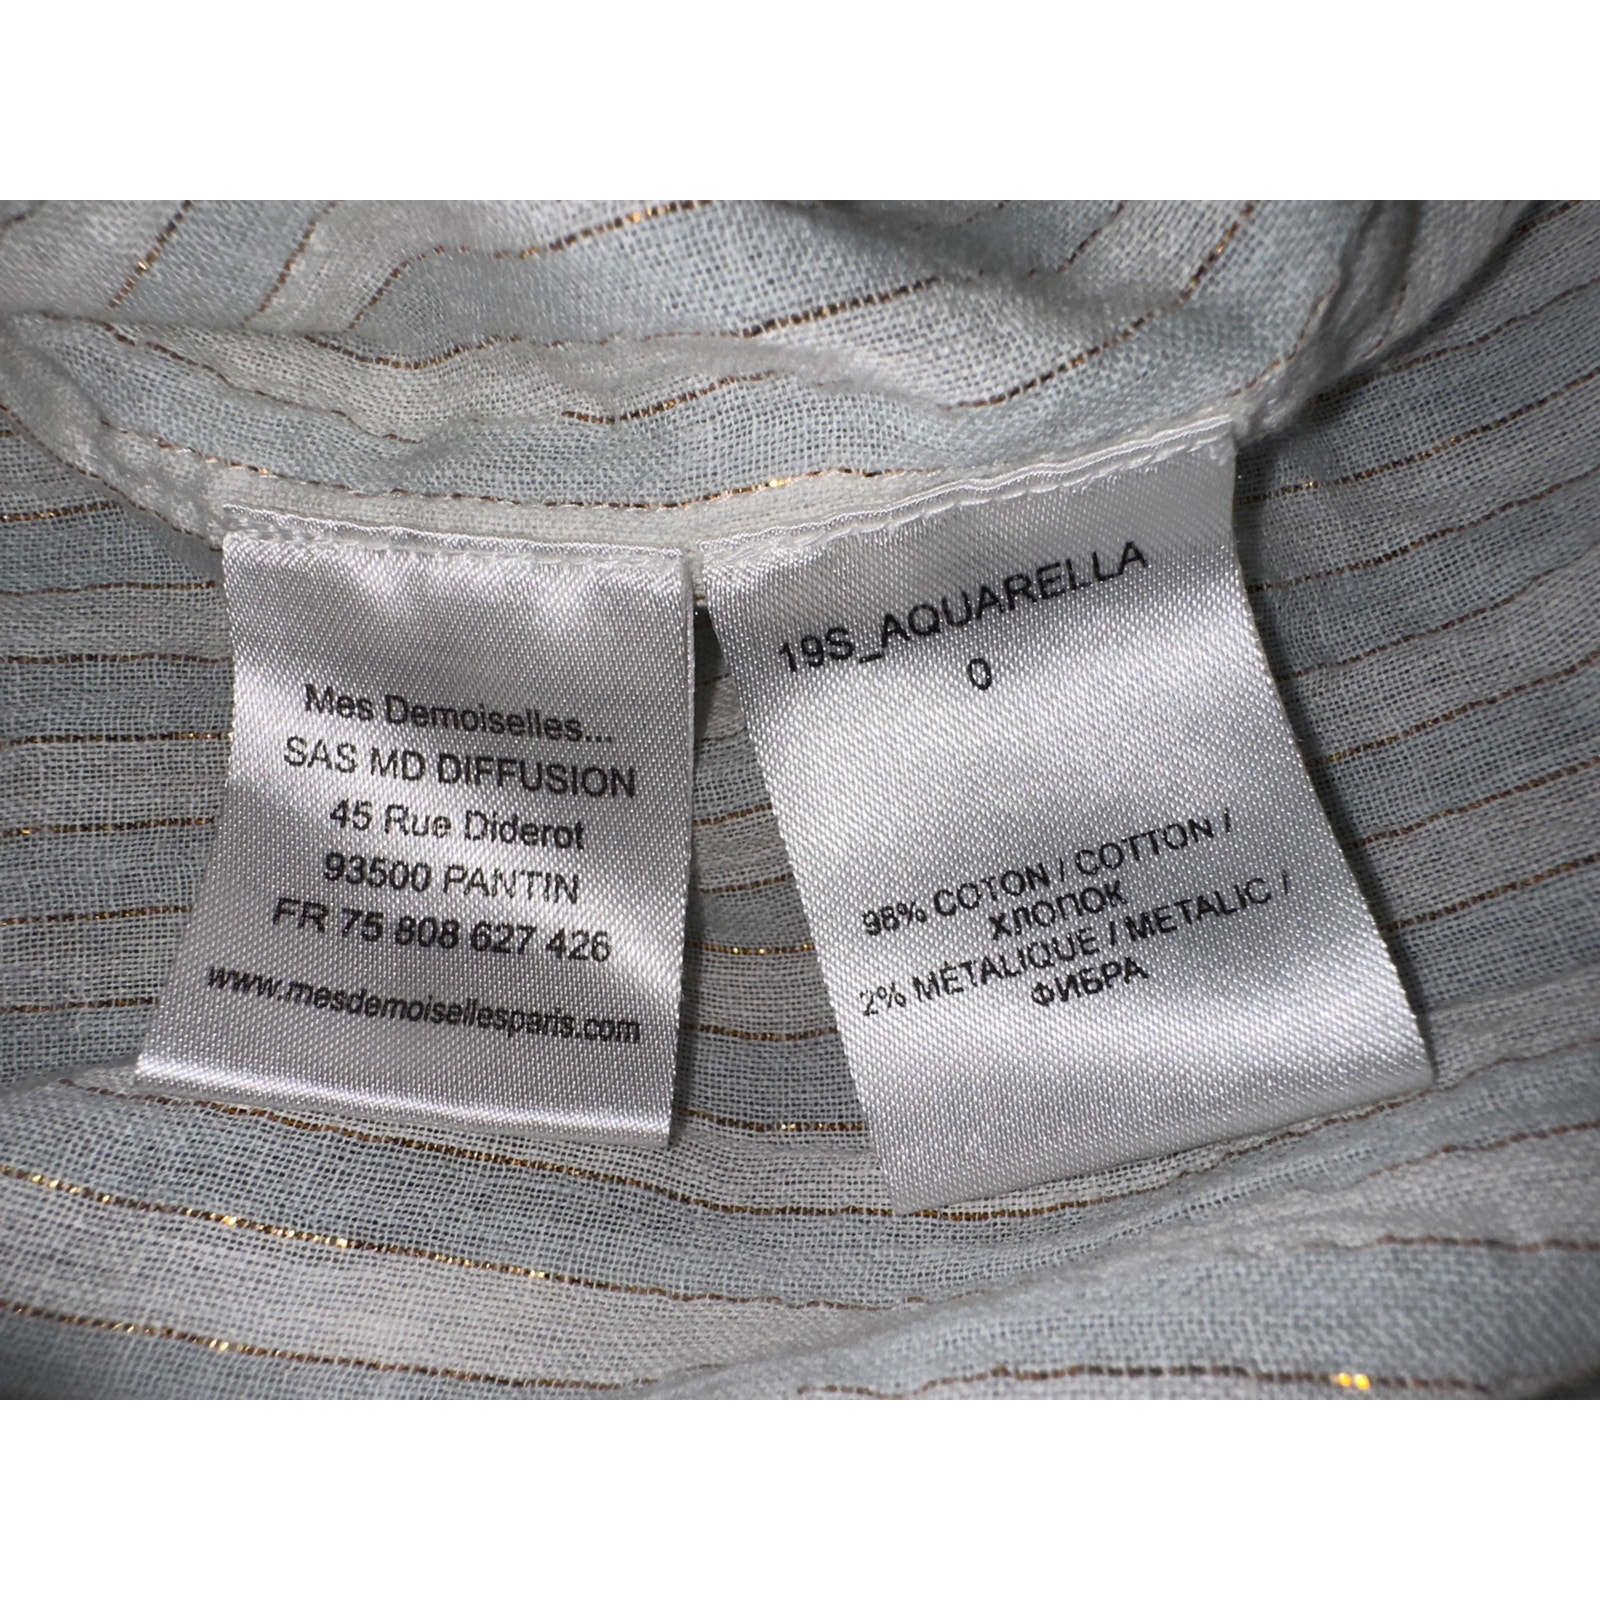 Mes Demoiselles...
SAS MD DIFFUSION
45 Rue Diderot
93500 PANTIN
FR 75 808 627 426
www.mesdemoisellesparis.com
19S_AQUARELLA
0
98% COTON / COTTON /
ХЛОПОК
2% MÉTALIQUE / METALIC /
ФИБРА